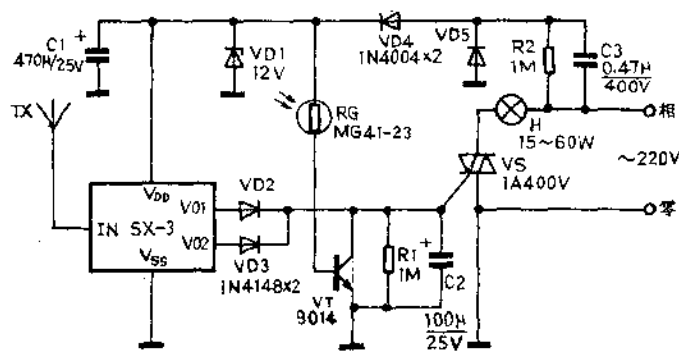 C1 +
470μ/25V
VD1
12V
VD4
1N4004×2
VD5
R2
1M
C3
0.47μ
400V
TX
RG
MG41-23
H
15~60W
相
~220V
零
VS
1A400V
VDD
IN SX-3
VO1
VO2
VSS
VD2
VD3
1N4148×2
VT
9014
R1
1M
+
C2
100μ
25V